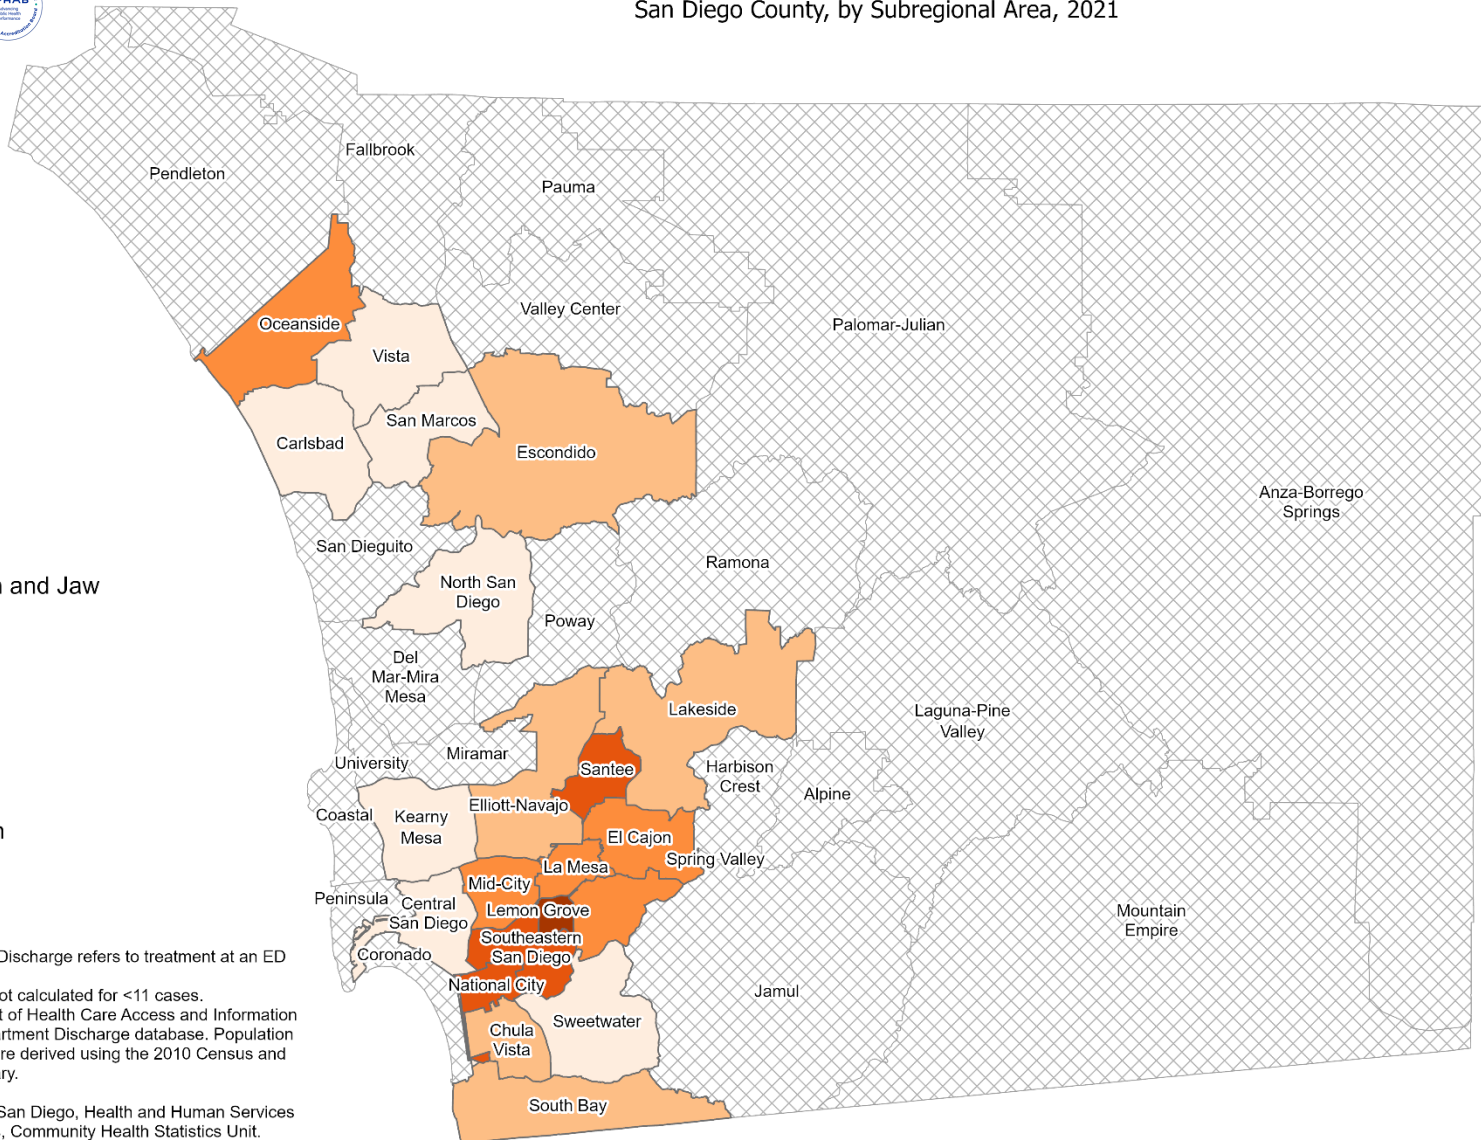 San Diego County, by Subregional Area, 2021
Fallbrook
Pendleton
Pauma
Valley Center
Oceanside
Palomar-Julian
Vista
San Marcos
Carlsbad
Escondido
Anza-Borrego
Springs
San Dieguito
Ramona
North San
Diego
and Jaw
Poway
Del
Mar-Mira
Mesa
Lakeside
Laguna-Pine
Valley
Miramar
University
Santee
Harbison
Crest
Alpine
Elliott-Navajo
Coastal
Kearny
Mesa
El Cajon
Spring Valley
La Mesa
Mid-City
Peninsula
Central
San Diego
Lemon Grove
Mountain
Empire
Southeastern
San Diego
Coronado
National City
Jamul
Sweetwater
Chula
Vista
South Bay
Discharge refers to treatment at an ED
ot calculated for <11 cases.
t of Health Care Access and Information
artment Discharge database. Population
re derived using the 2010 Census and
ry.
San Diego, Health and Human Services
, Community Health Statistics Unit.